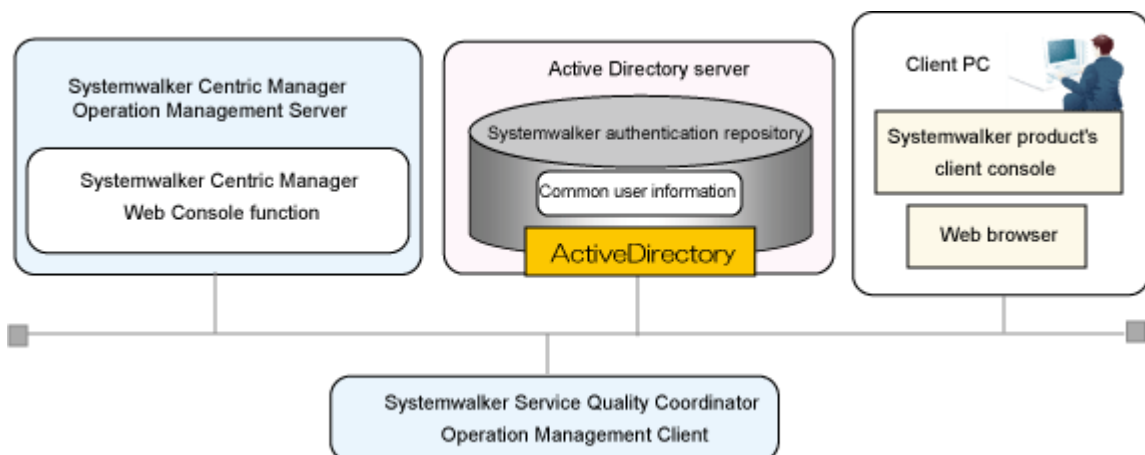 Systemwalker Centric Manager
Operation Management Server
Systemwalker Centric Manager
Web Console function
Active Directory server
Systemwalker authentication repository
Common user information
ActiveDirectory
Client PC
Systemwalker product's
client console
Web browser
Systemwalker Service Quality Coordinator
Operation Management Client